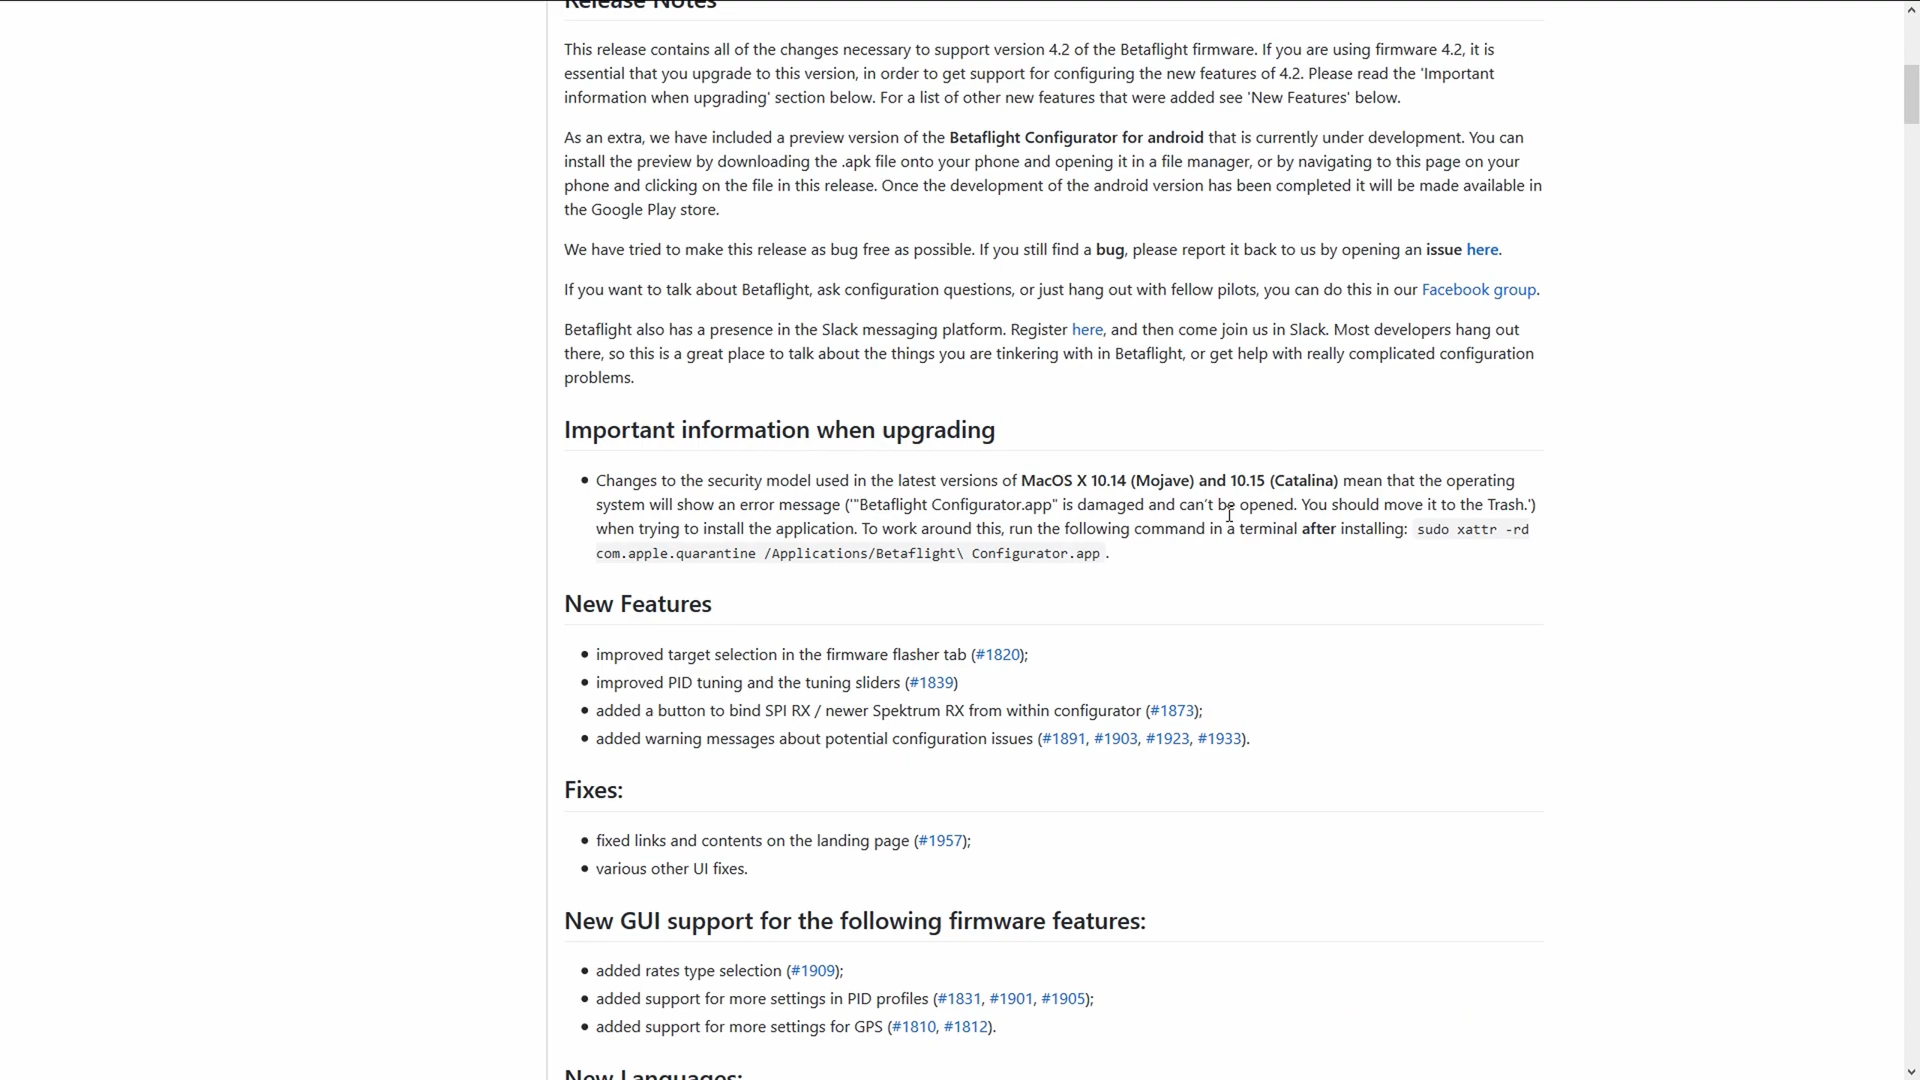 Release Notes
This release contains all of the changes necessary to support version 4.2 of the Betaflight firmware. If you are using firmware 4.2, it is
essential that you upgrade to this version, in order to get support for configuring the new features of 4.2. Please read the 'Important
information when upgrading' section below. For a list of other new features that were added see 'New Features' below.
As an extra, we have included a preview version of the Betaflight Configurator for android that is currently under development. You can
install the preview by downloading the .apk file onto your phone and opening it in a file manager, or by navigating to this page on your
phone and clicking on the file in this release. Once the development of the android version has been completed it will be made available in
the Google Play store.
We have tried to make this release as bug free as possible. If you still find a bug, please report it back to us by opening an issue here.
If you want to talk about Betaflight, ask configuration questions, or just hang out with fellow pilots, you can do this in our Facebook group.
Betaflight also has a presence in the Slack messaging platform. Register here, and then come join us in Slack. Most developers hang out
there, so this is a great place to talk about the things you are tinkering with in Betaflight, or get help with really complicated configuration
problems.
Important information when upgrading
• Changes to the security model used in the latest versions of MacOS X 10.14 (Mojave) and 10.15 (Catalina) mean that the operating
system will show an error message ('"Betaflight Configurator.app" is damaged and can't be opened. You should move it to the Trash.')
when trying to install the application. To work around this, run the following command in a terminal after installing: sudo xattr -rd
com.apple.quarantine /Applications/Betaflight\ Configurator.app.
New Features
• improved target selection in the firmware flasher tab (#1820);
• improved PID tuning and the tuning sliders (#1839)
• added a button to bind SPI RX / newer Spektrum RX from within configurator (#1873);
• added warning messages about potential configuration issues (#1891, #1903, #1923, #1933).
Fixes:
• fixed links and contents on the landing page (#1957);
• various other UI fixes.
New GUI support for the following firmware features:
• added rates type selection (#1909);
• added support for more settings in PID profiles (#1831, #1901, #1905);
• added support for more settings for GPS (#1810, #1812).
New Languages: